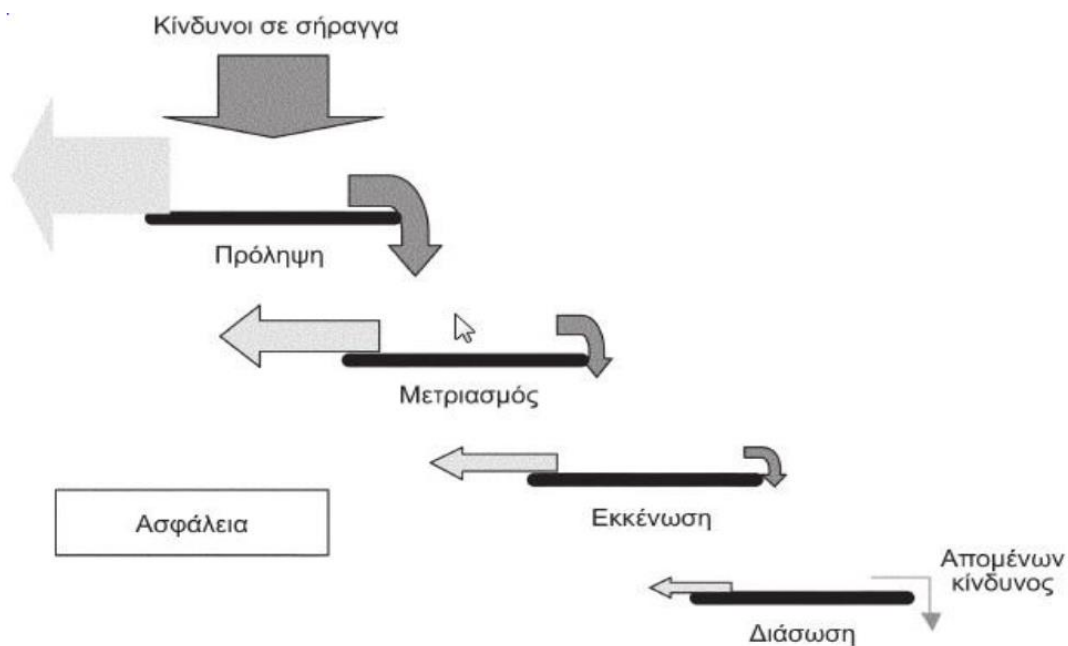 Κίνδυνοι σε σήραγγα
Πρόληψη
Μετριασμός
Εκκένωση
Ασφάλεια
Απομένων
κίνδυνος
Διάσωση